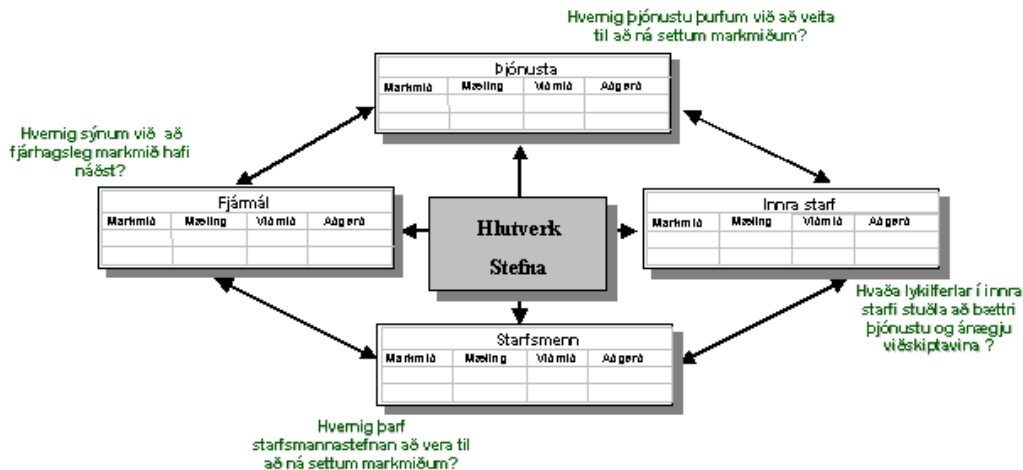 Hvernig þjónustu þurfum við að veita
til að ná settum markmiðum?
Þjónusta
Markmið Mæling Viðmið Aðgerð
Hvernig sýnum við að
fjárhagsleg markmið hafi
náðst?
Fjármál
Markmið Mæling Viðmið Aðgerð
Hlutverk
Stefna
Innra starf
Markmið Mæling Viðmið Aðgerð
Hvaða lykilferlar í innra
starfi stuðla að bættri
þjónustu og ánægju
viðskiptavina ?
Starfsmenn
Markmið Mæling Viðmið Aðgerð
Hvernig þarf
starfsmannastefnan að vera til
að ná settum markmiðum?